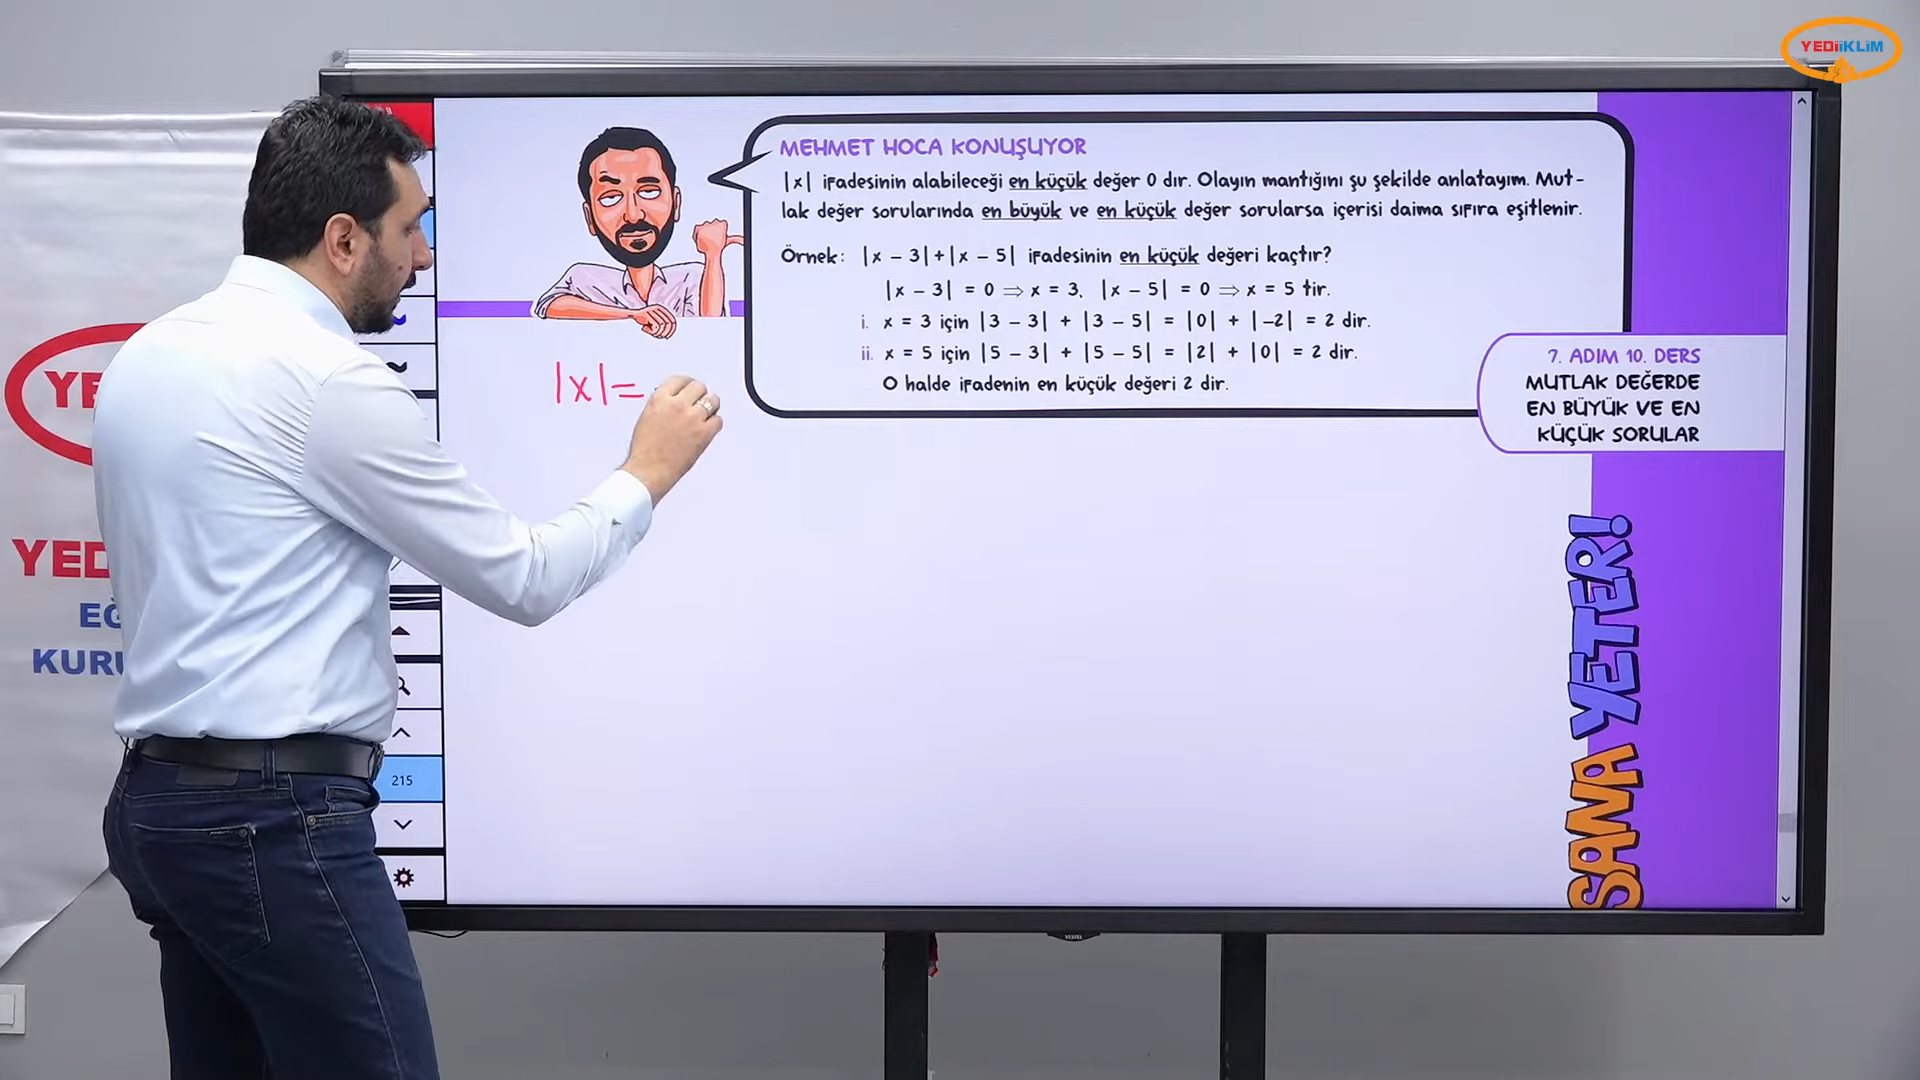 YEDiiKLiM
MEHMET HOCA KONUŞUYOR
|x| ifadesinin alabileceği en küçük değer 0 dır. Olayın mantığını şu şekilde anlatayım. Mut-
lak değer sorularında en büyük ve en küçük değer sorularsa içerisi daima sıfıra eşitlenir.
Örnek: |x - 3|+|x - 5| ifadesinin en küçük değeri kaçtır?
|x - 3| = 0 ⇒ x = 3, |x - 5| = 0 ⇒ x = 5 tir.
i. x = 3 için |3 - 3| + |3 - 5| = |0| + |-2| = 2 dir.
ii. x = 5 için |5 - 3| + |5 - 5| = |2| + |0| = 2 dir.
O halde ifadenin en küçük değeri 2 dir.
7. ADIM 10. DERS
MUTLAK DEĞERDE
EN BÜYÜK VE EN
KÜÇÜK SORULAR
|x|=
SANA YETER!
215
YE
YED
EĞ
KURU